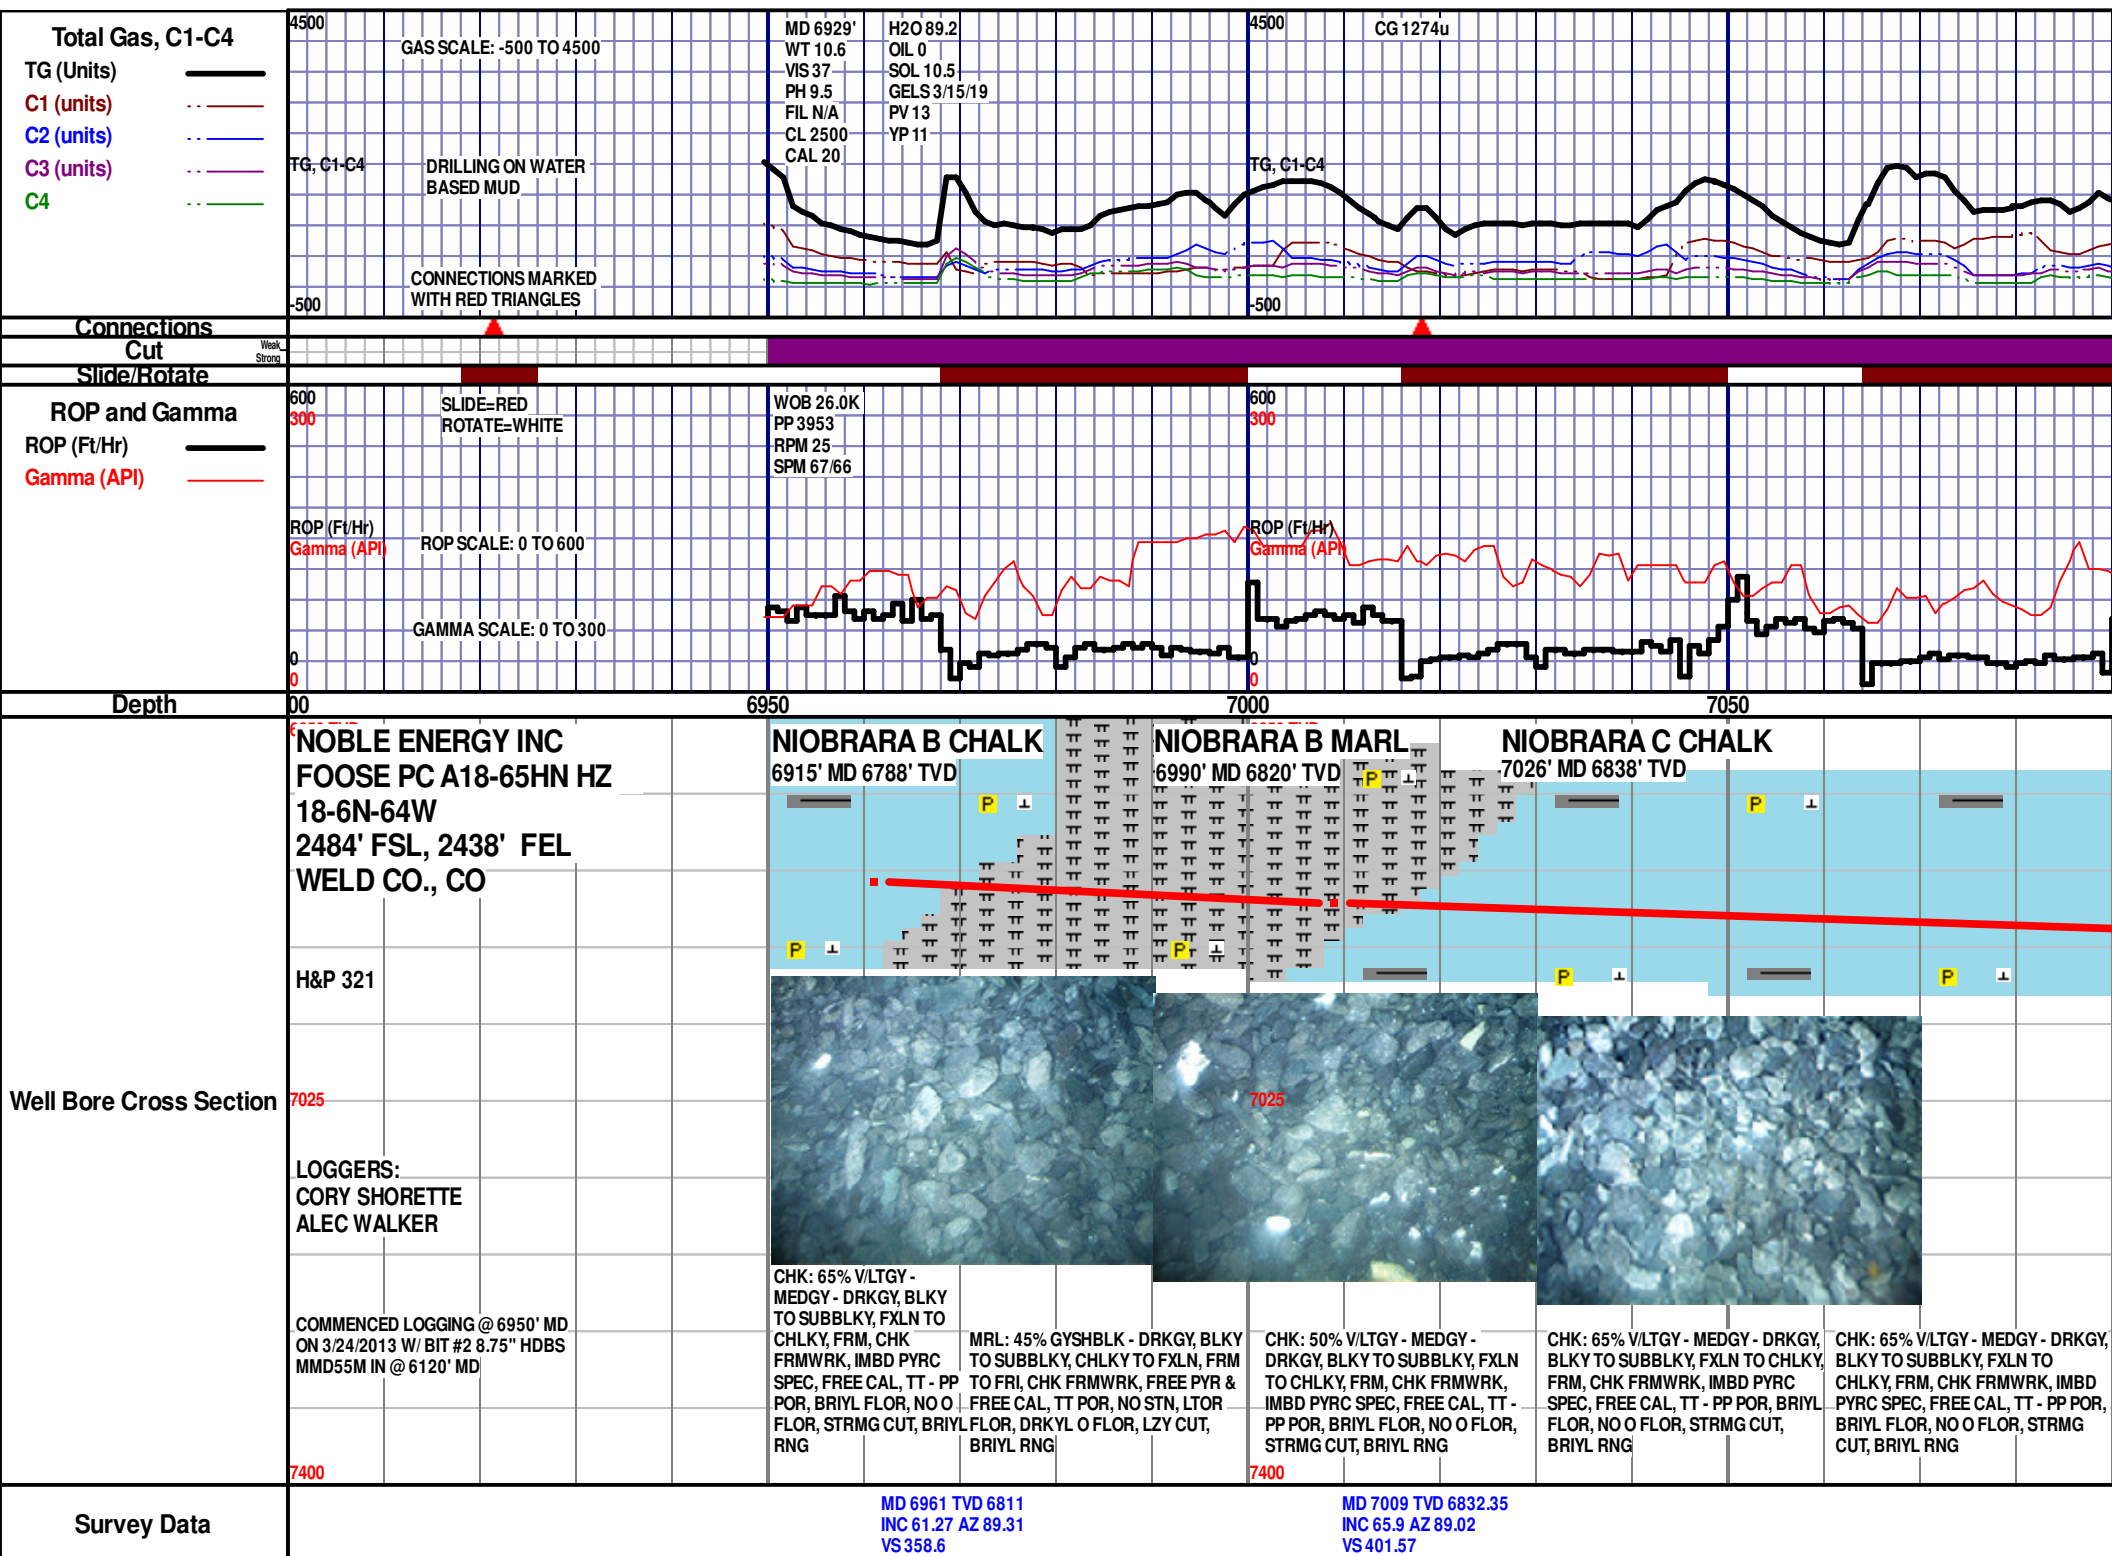 Total Gas, C1-C4
TG (Units)
C1 (units)
C2 (units)
C3 (units)
C4
4500
GAS SCALE: -500 TO 4500
TG, C1-C4
DRILLING ON WATER
BASED MUD
CONNECTIONS MARKED
WITH RED TRIANGLES
-500
MD 6929'
WT 10.6
VIS 37
PH 9.5
FIL N/A
CL 2500
CAL 20
H2O 89.2
OIL 0
SOL 10.5
GELS 3/15/19
PV 13
YP 11
4500
CG 1274u
TG, C1-C4
-500
Connections
Cut
Weak
Strong
Slide/Rotate
ROP and Gamma
ROP (Ft/Hr)
Gamma (API)
600
300
SLIDE=RED
ROTATE=WHITE
ROP (Ft/Hr)
Gamma (API)
ROP SCALE: 0 TO 600
GAMMA SCALE: 0 TO 300
0
0
WOB 26.0K
PP 3953
RPM 25
SPM 67/66
600
300
ROP (Ft/Hr)
Gamma (API)
0
0
Depth
00
6950
7000
7050
Well Bore Cross Section
NOBLE ENERGY INC
FOOSE PC A18-65HN HZ
18-6N-64W
2484' FSL, 2438' FEL
WELD CO., CO
H&P 321
7025
LOGGERS:
CORY SHORETTE
ALEC WALKER
COMMENCED LOGGING @ 6950' MD
ON 3/24/2013 W/ BIT #2 8.75" HDBS
MMD55M IN @ 6120' MD
7400
NIOBRARA B CHALK
6915' MD 6788' TVD
NIOBRARA B MARL
6990' MD 6820' TVD
NIOBRARA C CHALK
7026' MD 6838' TVD
P
P
P
P
P
P
P
7025
CHK: 65% V/LTGY -
MEDGY - DRKGY, BLKY
TO SUBBLKY, FXLN TO
CHLKY, FRM, CHK
FRMWRK, IMBD PYRC
SPEC, FREE CAL, TT - PP
POR, BRIYL FLOR, NO O
FLOR, STRMG CUT, BRIYL
RNG
MRL: 45% GYSHBLK - DRKGY, BLKY
TO SUBBLKY, CHLKY TO FXLN, FRM
TO FRI, CHK FRMWRK, FREE PYR &
FREE CAL, TT POR, NO STN, LTOR
FLOR, DRKYL O FLOR, LZY CUT,
BRIYL RNG
CHK: 50% V/LTGY - MEDGY -
DRKGY, BLKY TO SUBBLKY, FXLN
TO CHLKY, FRM, CHK FRMWRK,
IMBD PYRC SPEC, FREE CAL, TT -
PP POR, BRIYL FLOR, NO O FLOR,
STRMG CUT, BRIYL RNG
7400
CHK: 65% V/LTGY - MEDGY - DRKGY,
BLKY TO SUBBLKY, FXLN TO CHLKY,
FRM, CHK FRMWRK, IMBD PYRC
SPEC, FREE CAL, TT - PP POR, BRIYL
FLOR, NO O FLOR, STRMG CUT,
BRIYL RNG
CHK: 65% V/LTGY - MEDGY - DRKGY,
BLKY TO SUBBLKY, FXLN TO
CHLKY, FRM, CHK FRMWRK, IMBD
PYRC SPEC, FREE CAL, TT - PP POR,
BRIYL FLOR, NO O FLOR, STRMG
CUT, BRIYL RNG
Survey Data
MD 6961 TVD 6811
INC 61.27 AZ 89.31
VS 358.6
MD 7009 TVD 6832.35
INC 65.9 AZ 89.02
VS 401.57